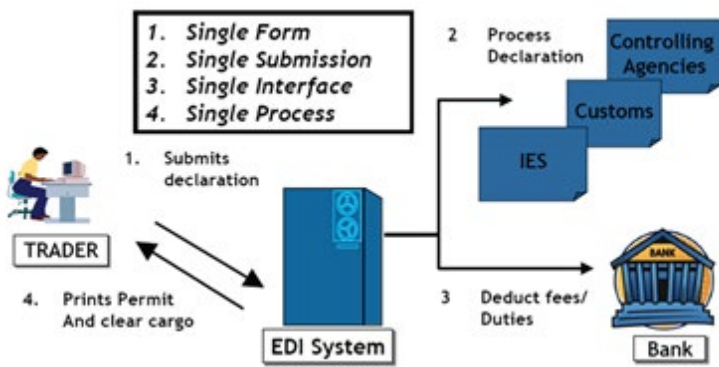 1. Single Form
2. Single Submission
3. Single Interface
4. Single Process
2 Process
Declaration
Controlling
Agencies
Customs
IES
1. Submits
declaration
TRADER
4. Prints Permit
And clear cargo
EDI System
3 Deduct fees/
Duties
BANK
Bank